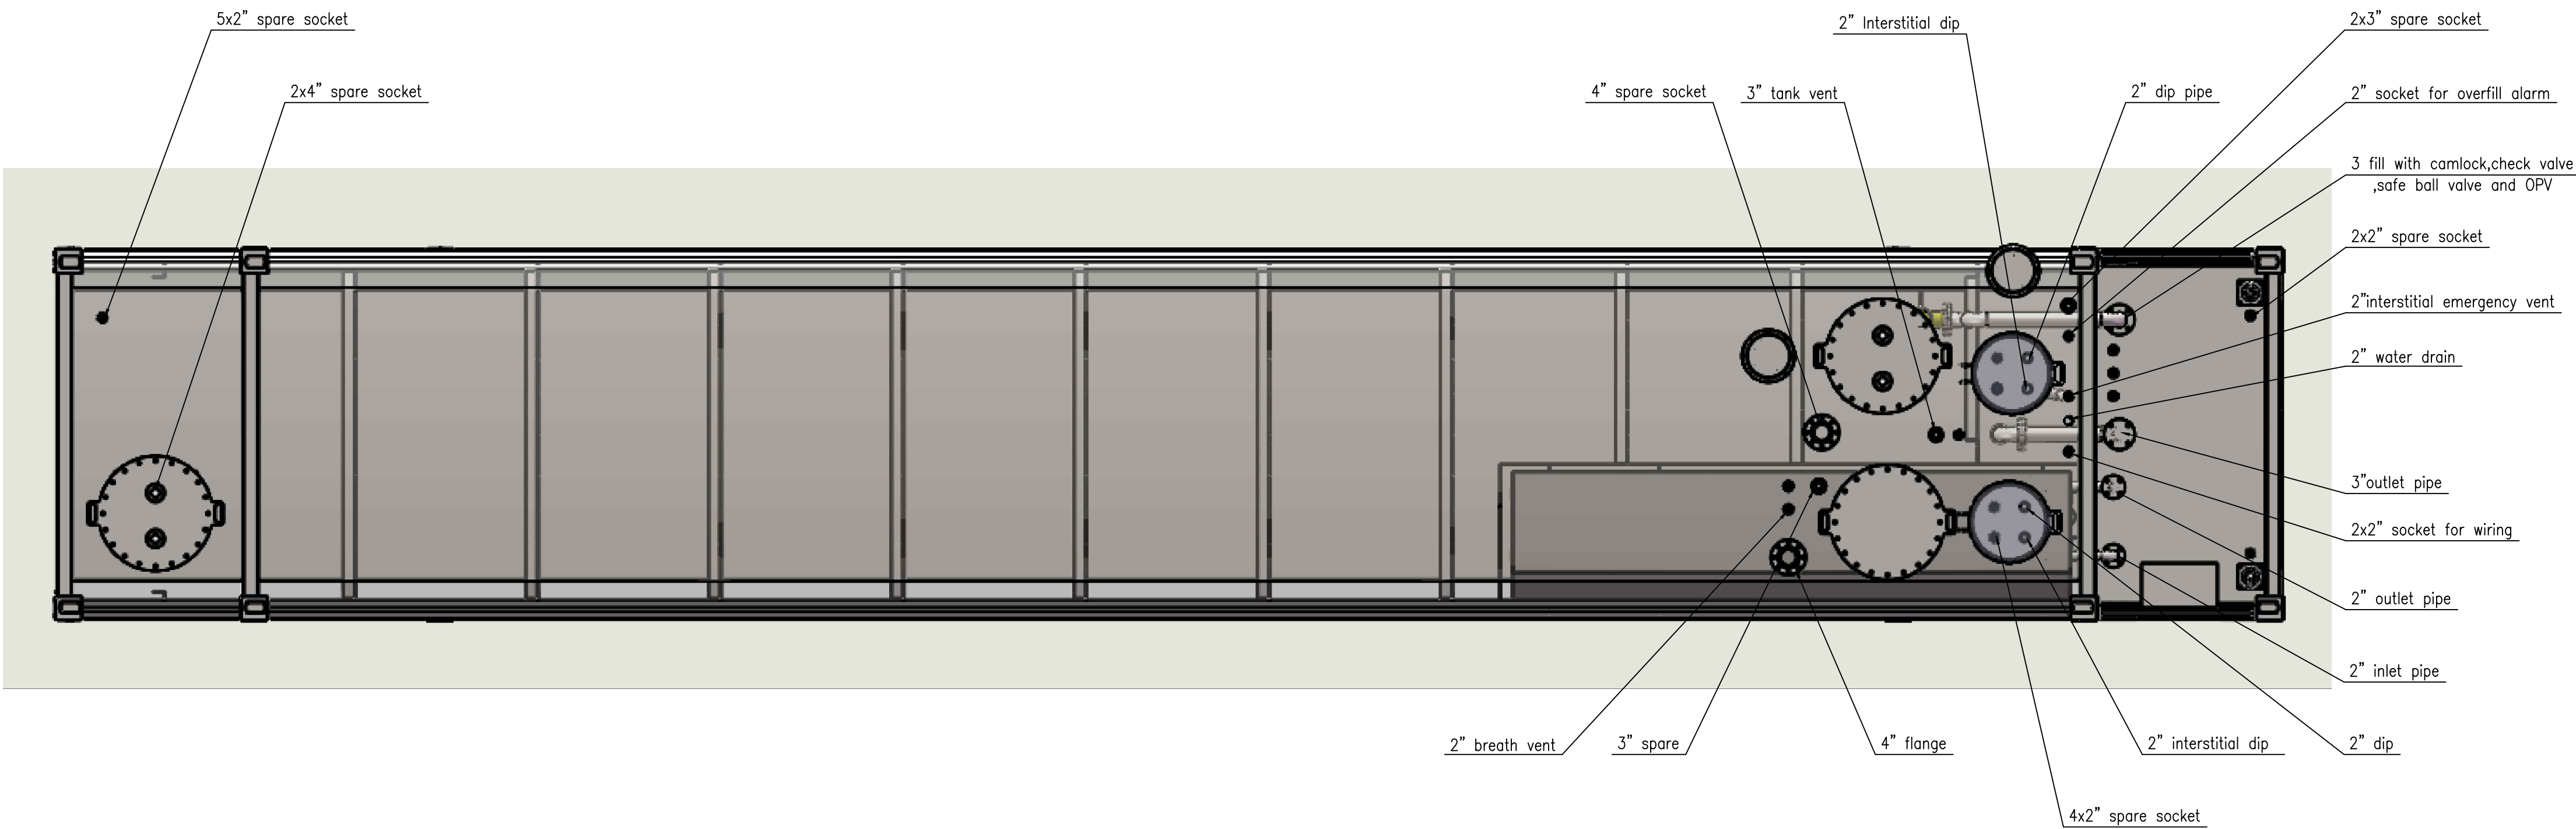 5x2” spare socket
2” Interstitial dip
2x3” spare socket
2x4” spare socket
4” spare socket
3” tank vent
2” dip pipe
2” socket for overfill alarm
3 fill with camlock,check valve
,safe ball valve and OPV
2x2” spare socket
2”interstitial emergency vent
2” water drain
3”outlet pipe
2x2” socket for wiring
2” outlet pipe
2” inlet pipe
2” breath vent
3” spare
4” flange
2” interstitial dip
2” dip
4x2” spare socket